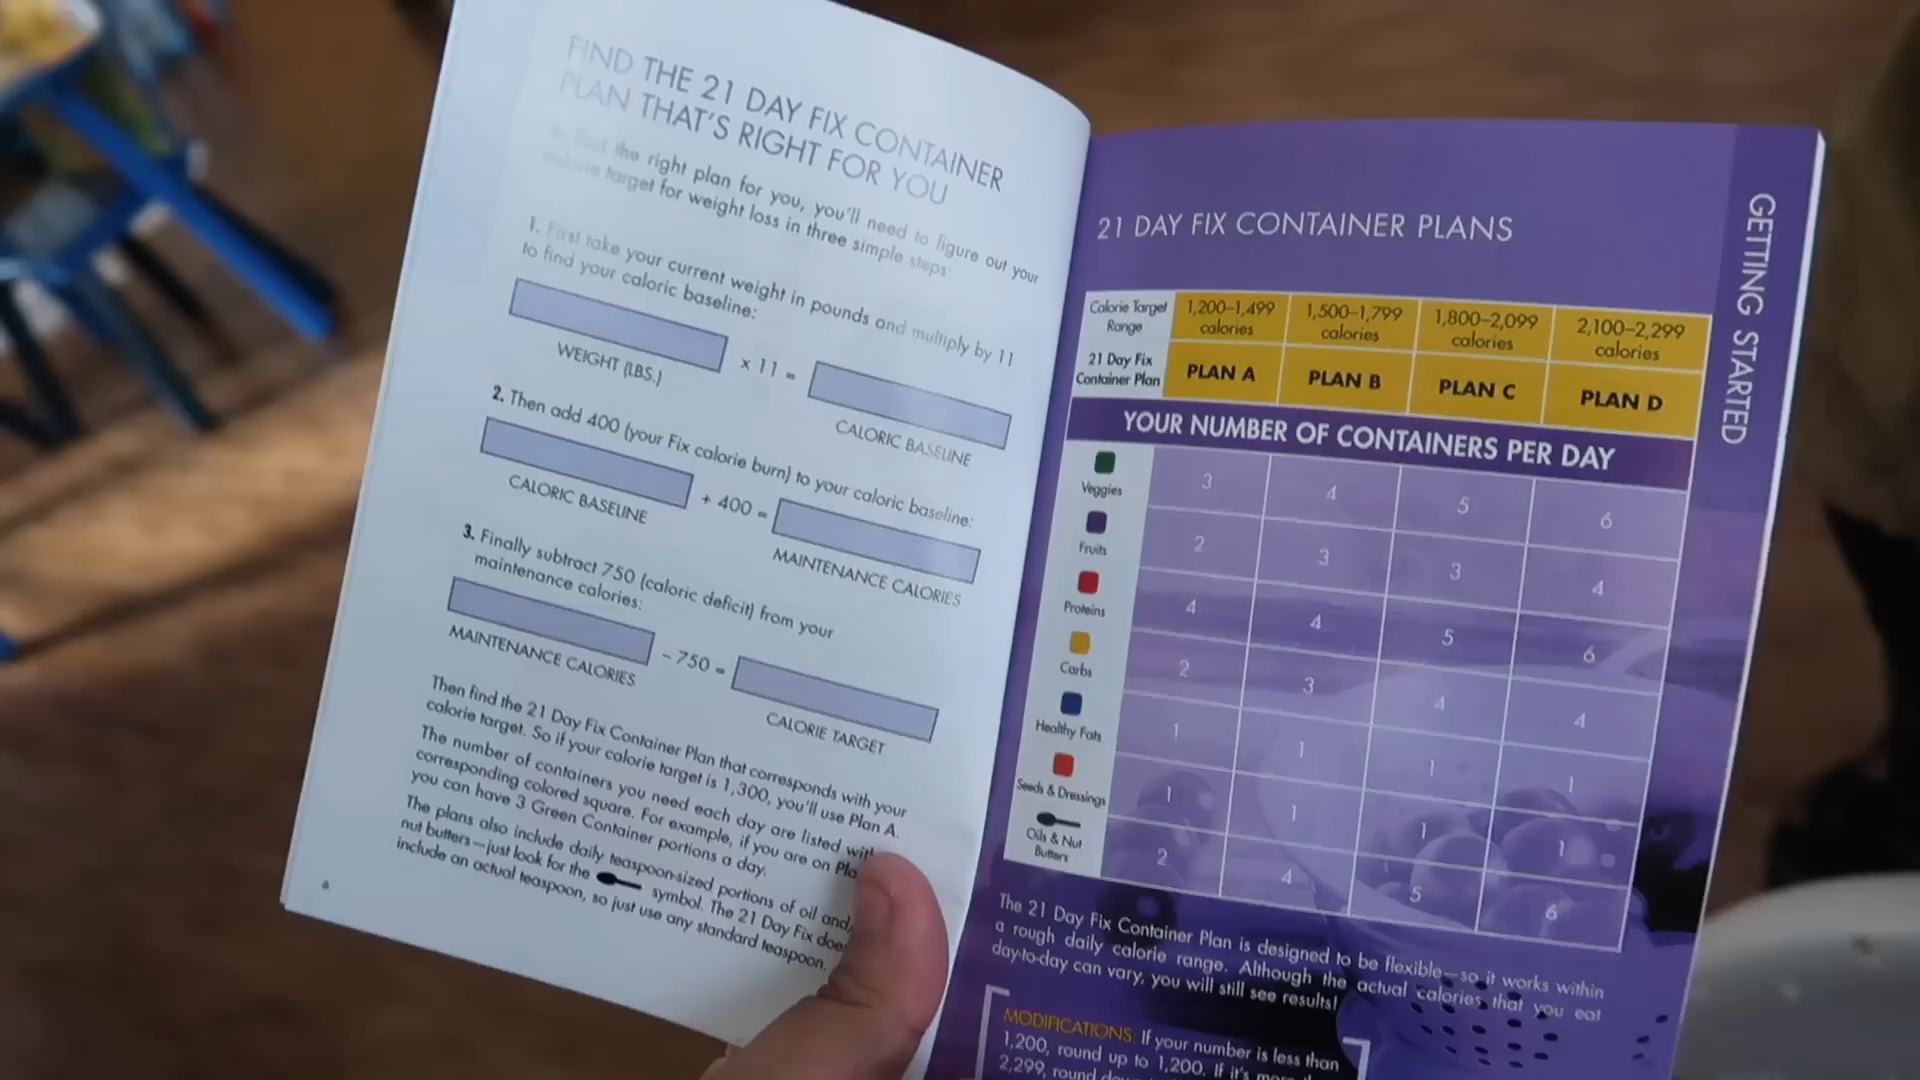 FIND THE 21 DAY FIX CONTAINER
PLAN THAT'S RIGHT FOR YOU
To find the right plan for you, you'll need to figure out your
calorie target for weight loss in three simple steps:
1. First take your current weight in pounds and multiply by 11
to find your caloric baseline:
x 11 =
WEIGHT (LBS.)
CALORIC BASELINE
2. Then add 400 (your Fix calorie burn) to your caloric baseline:
+ 400 =
CALORIC BASELINE
MAINTENANCE CALORIES
3. Finally subtract 750 (caloric deficit) from your
maintenance calories:
– 750 =
MAINTENANCE CALORIES
CALORIE TARGET
Then find the 21 Day Fix Container Plan that corresponds with your
calorie target. So if your calorie target is 1,300, you'll use Plan A.
The number of containers you need each day are listed with
corresponding colored square. For example, if you are on
you can have 3 Green Container portions a day.
The plans also include daily teaspoon-sized portions of oil and
nut butters—just look for the symbol. The 21 Day Fix
include an actual teaspoon, so just use any standard teaspoon.
6
GETTING STARTED
21 DAY FIX CONTAINER PLANS
Calorie Target Range 1,200–1,499 calories 1,500–1,799 calories 1,800–2,099 calories 2,100–2,299 calories
21 Day Fix Container Plan PLAN A PLAN B PLAN C PLAN D
YOUR NUMBER OF CONTAINERS PER DAY
Veggies 3 4 5 6
Fruits 2 3 3 4
Proteins 4 4 5 6
Carbs 2 3 4 4
Healthy Fats 1 1 1 1
Seeds & Dressings 1 1 1 1
Oils & Nut Butters 2 4 5 6
The 21 Day Fix Container Plan is designed to be flexible—so it works within
a rough daily calorie range. Although the actual calories that you eat
day-to-day can vary, you will still see results!
MODIFICATIONS: If your number is less than
1,200, round up to 1,200. If it's
2,299, round